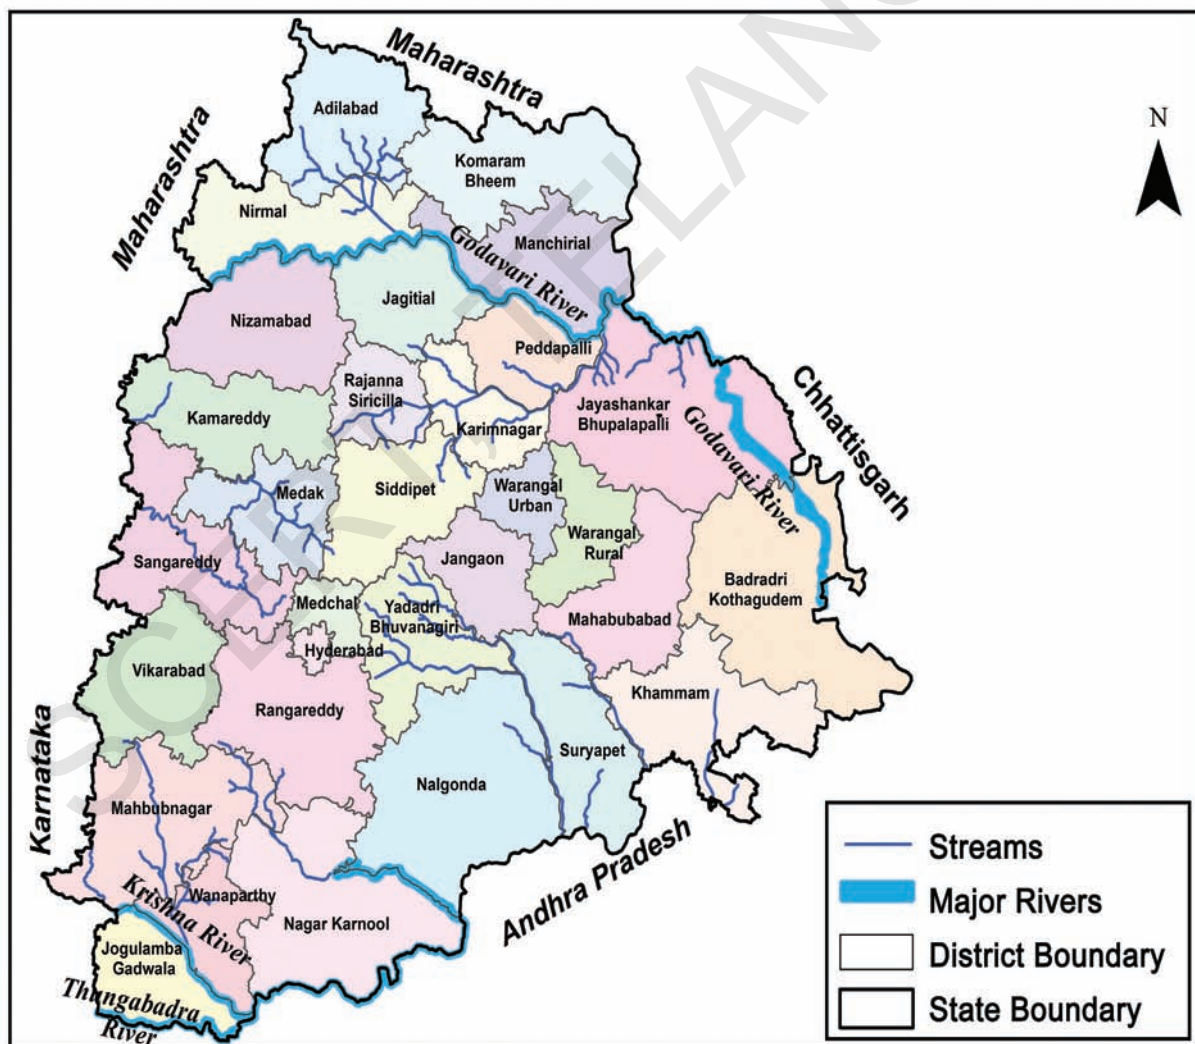 Maharashtra
Maharashtra
Adilabad
Komaram
Bheem
Nirmal
Manchirial
Godavari River
Jagitial
Nizamabad
Peddapalli
Rajanna
Siricilla
Kamareddy
Karimnagar
Jayashankar
Bhupalapalli
Godavari River
Chhattisgarh
Medak
Siddipet
Warangal
Urban
Warangal
Rural
Sangareddy
Jangaon
Badradri
Kothagudem
Medchal
Yadadri
Bhuvanagiri
Mahabubabad
Hyderabad
Vikarabad
Khammam
Rangareddy
Karnataka
Suryapet
Nalgonda
Mahbubnagar
Andhra Pradesh
Krishna River
Wanaparthy
Nagar Karnool
Jogulamba
Gadwala
Thungabadra
River
N
Streams
Major Rivers
District Boundary
State Boundary
SCERT, TELANG